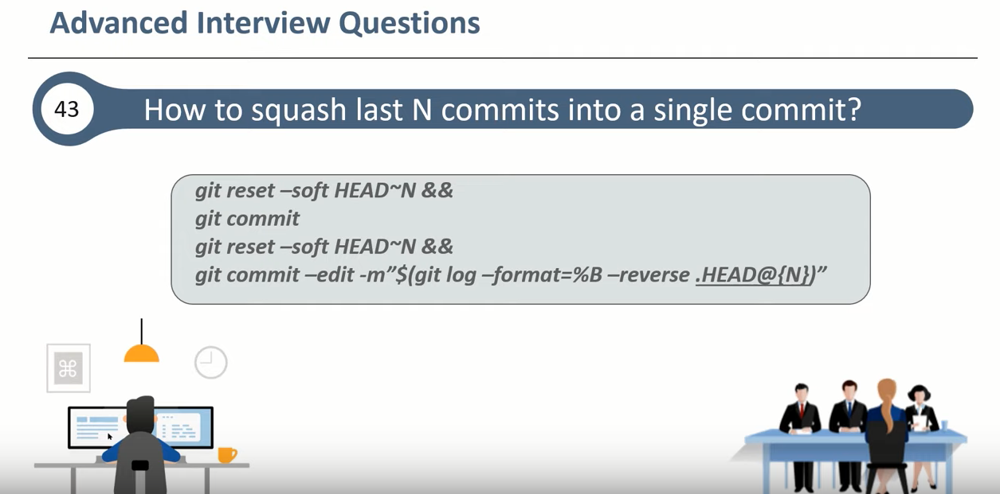 Advanced Interview Questions
43
How to squash last N commits into a single commit?
git reset –soft HEAD~N &&
git commit
git reset –soft HEAD~N &&
git commit –edit -m”$(git log –format=%B –reverse .HEAD@{N})”